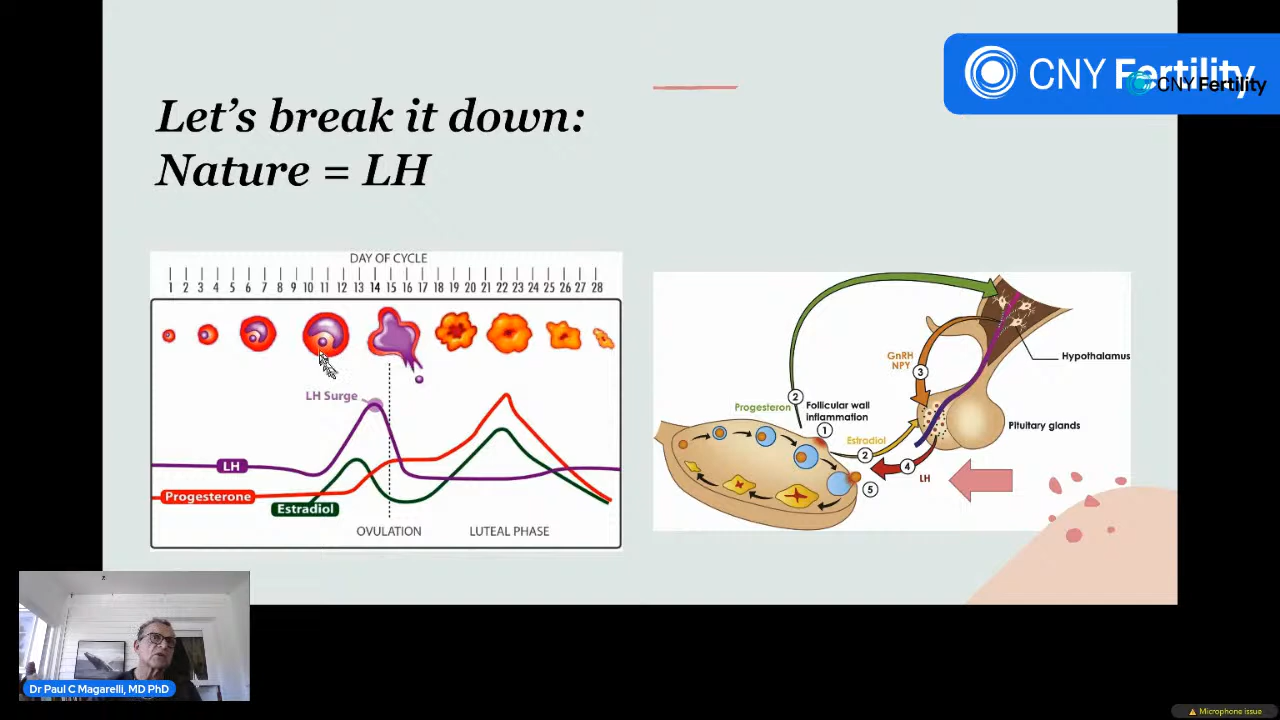 CNY Fertility
CNY Fertility
Let's break it down:
Nature = LH
DAY OF CYCLE
1 2 3 4 5 6 7 8 9 10 11 12 13 14 15 16 17 18 19 20 21 22 23 24 25 26 27 28
LH Surge
LH
Progesterone
Estradiol
OVULATION
LUTEAL PHASE
Hypothalamus
GnRH
NPY
3
2
Progesteron
Follicular wall
inflammation
1
Pituitary glands
Estradiol
2
4
LH
5
Dr Paul C Magarelli, MD PhD
Microphone issue